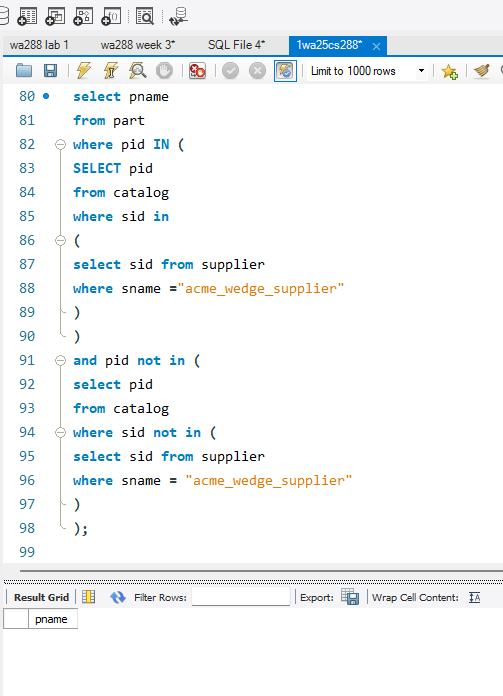 wa288 lab 1 wa288 week 3* SQL File 4* 1wa25cs288*
Limit to 1000 rows
80 select pname
81 from part
82 where pid IN (
83 SELECT pid
84 from catalog
85 where sid in
86 (
87 select sid from supplier
88 where sname ="acme_wedge_supplier"
89 )
90 )
91 and pid not in (
92 select pid
93 from catalog
94 where sid not in (
95 select sid from supplier
96 where sname = "acme_wedge_supplier"
97 )
98 );
99
Result Grid Filter Rows: Export: Wrap Cell Content:
pname